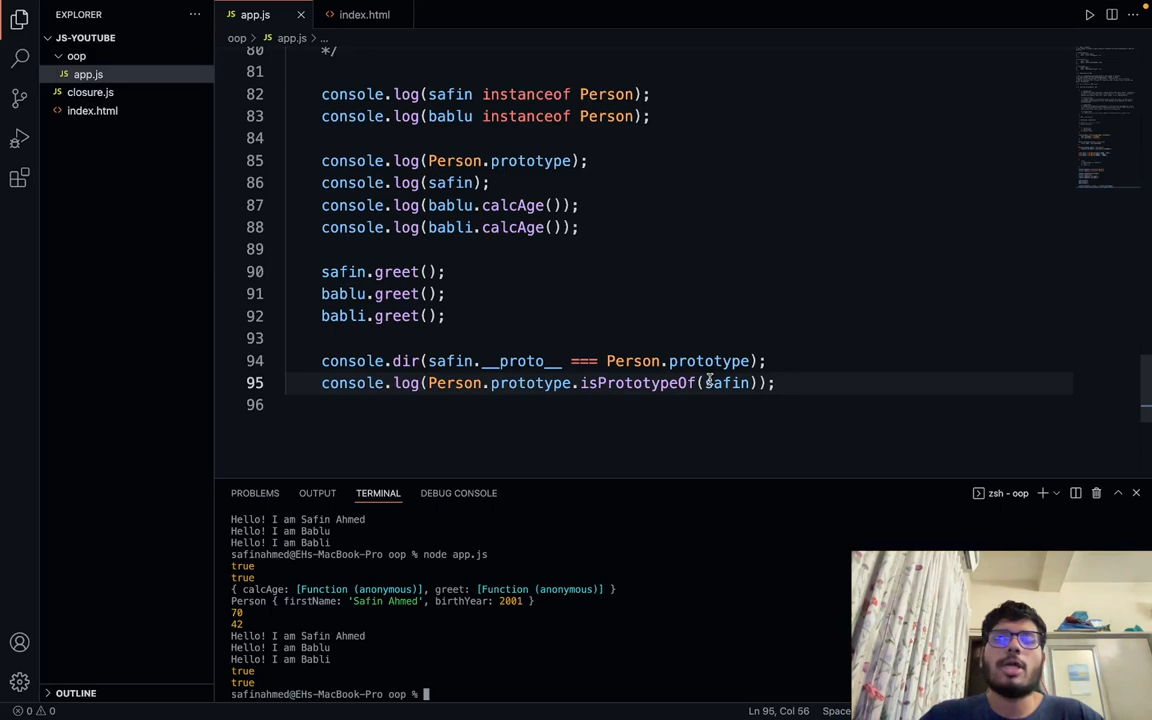 EXPLORER
JS app.js
<> index.html
JS-YOUTUBE
oop > JS app.js > ...
oop
JS app.js
JS closure.js
<> index.html
80 */
81
82 console.log(safin instanceof Person);
83 console.log(bablu instanceof Person);
84
85 console.log(Person.prototype);
86 console.log(safin);
87 console.log(bablu.calcAge());
88 console.log(babli.calcAge());
89
90 safin.greet();
91 bablu.greet();
92 babli.greet();
93
94 console.dir(safin.__proto__ === Person.prototype);
95 console.log(Person.prototype.isPrototypeOf(safin));
96
PROBLEMS OUTPUT TERMINAL DEBUG CONSOLE
zsh - oop
Hello! I am Safin Ahmed
Hello! I am Bablu
Hello! I am Babli
safinahmed@EHs-MacBook-Pro oop % node app.js
true
true
{ calcAge: [Function (anonymous)], greet: [Function (anonymous)] }
Person { firstName: 'Safin Ahmed', birthYear: 2001 }
70
42
Hello! I am Safin Ahmed
Hello! I am Bablu
Hello! I am Babli
true
true
safinahmed@EHs-MacBook-Pro oop %
OUTLINE
0 0
Ln 95, Col 56